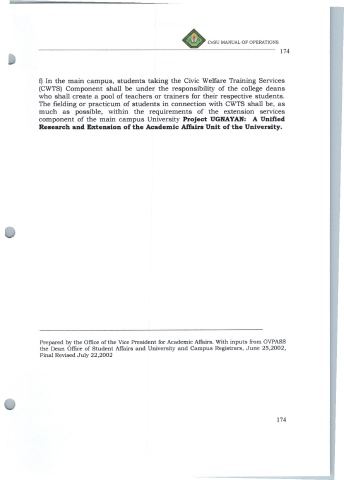 CNSU MANUAL OF OPERATIONS
174
f) In the main campus, students taking the Civic Welfare Training Services
(CWTS) Component shall be under the responsibility of the college deans
who shall create a pool of teachers or trainers for their respective students.
The fielding or practicum of students in connection with CWTS shall be, as
much as possible, within the requirements of the extension services
component of the main campus University Project UGNAYAN: A Unified
Research and Extension of the Academic Affairs Unit of the University.
Prepared by the Office of the Vice President for Academic Affairs. With inputs from OVPASS
the Dean Office of Student Affairs and University and Campus Registrars, June 25,2002,
Final Revised July 22,2002
174